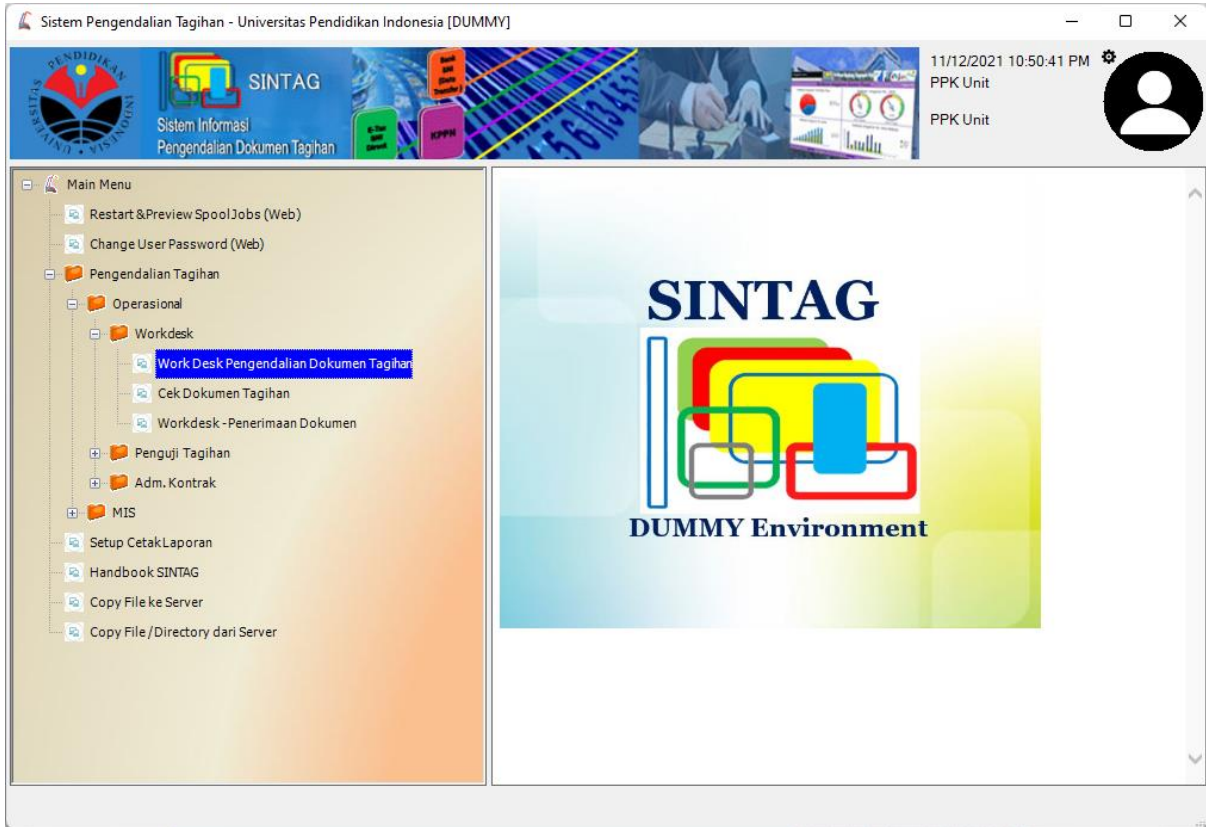 Sistem Pengendalian Tagihan - Universitas Pendidikan Indonesia [DUMMY]
UNIVERSITAS PENDIDIKAN INDONESIA
SINTAG
Sistem Informasi
Pengendalian Dokumen Tagihan
KPPN
11/12/2021 10:50:41 PM
PPK Unit
PPK Unit
Main Menu
Restart & Preview Spool Jobs (Web)
Change User Password (Web)
Pengendalian Tagihan
Operasional
Workdesk
Work Desk Pengendalian Dokumen Tagihan
Cek Dokumen Tagihan
Workdesk - Penerimaan Dokumen
Penguji Tagihan
Adm. Kontrak
MIS
Setup Cetak Laporan
Handbook SINTAG
Copy File ke Server
Copy File / Directory dari Server
SINTAG
DUMMY Environment